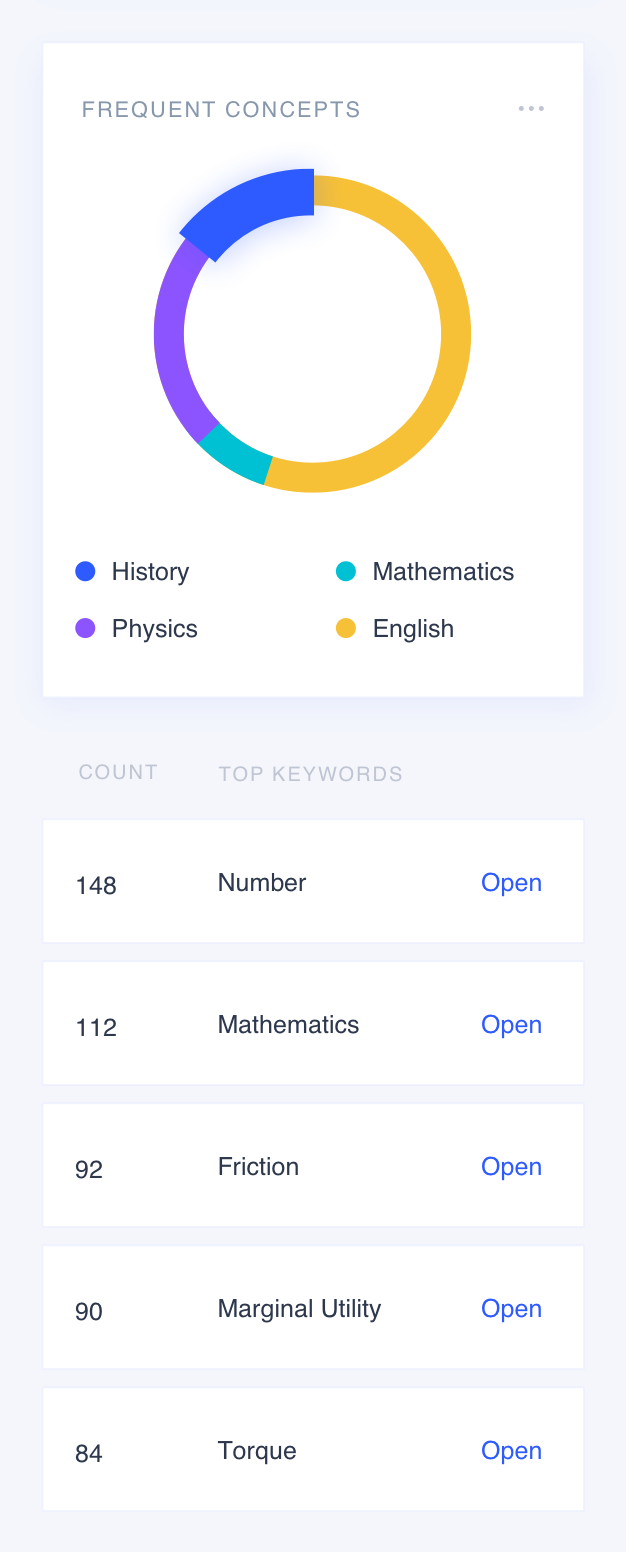 FREQUENT CONCEPTS
History Mathematics
Physics English
COUNT TOP KEYWORDS
148 Number Open
112 Mathematics Open
92 Friction Open
90 Marginal Utility Open
84 Torque Open